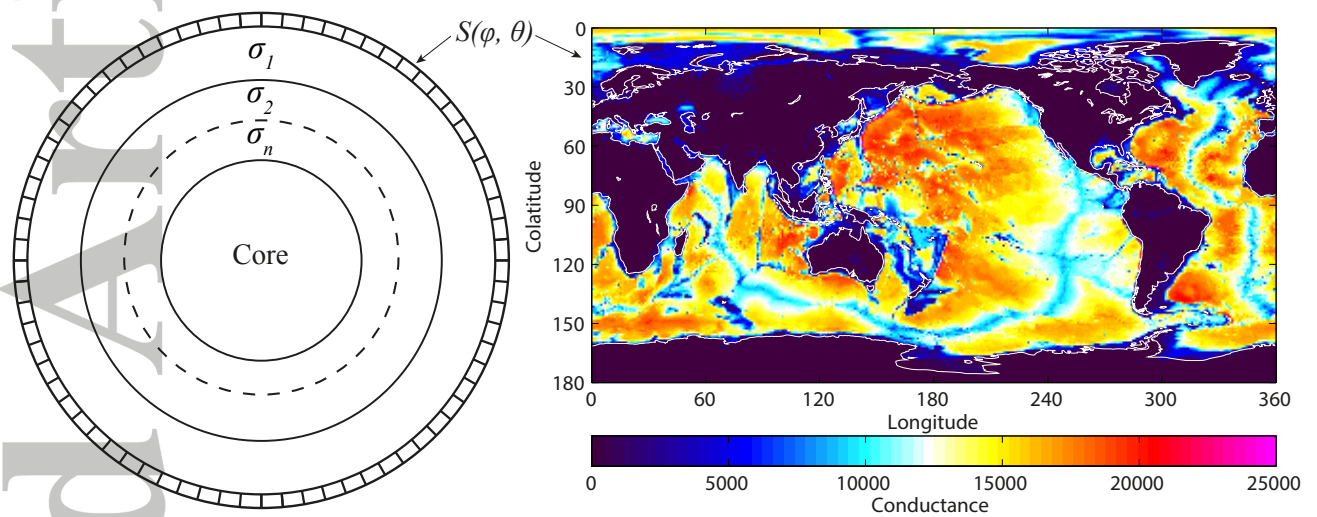 S(φ, θ)
σ1
σ2
σn
Core
d Art
Colatitude
0
30
60
90
120
150
180
0 60 120 180 240 300 360
Longitude
0 5000 10000 15000 20000 25000
Conductance